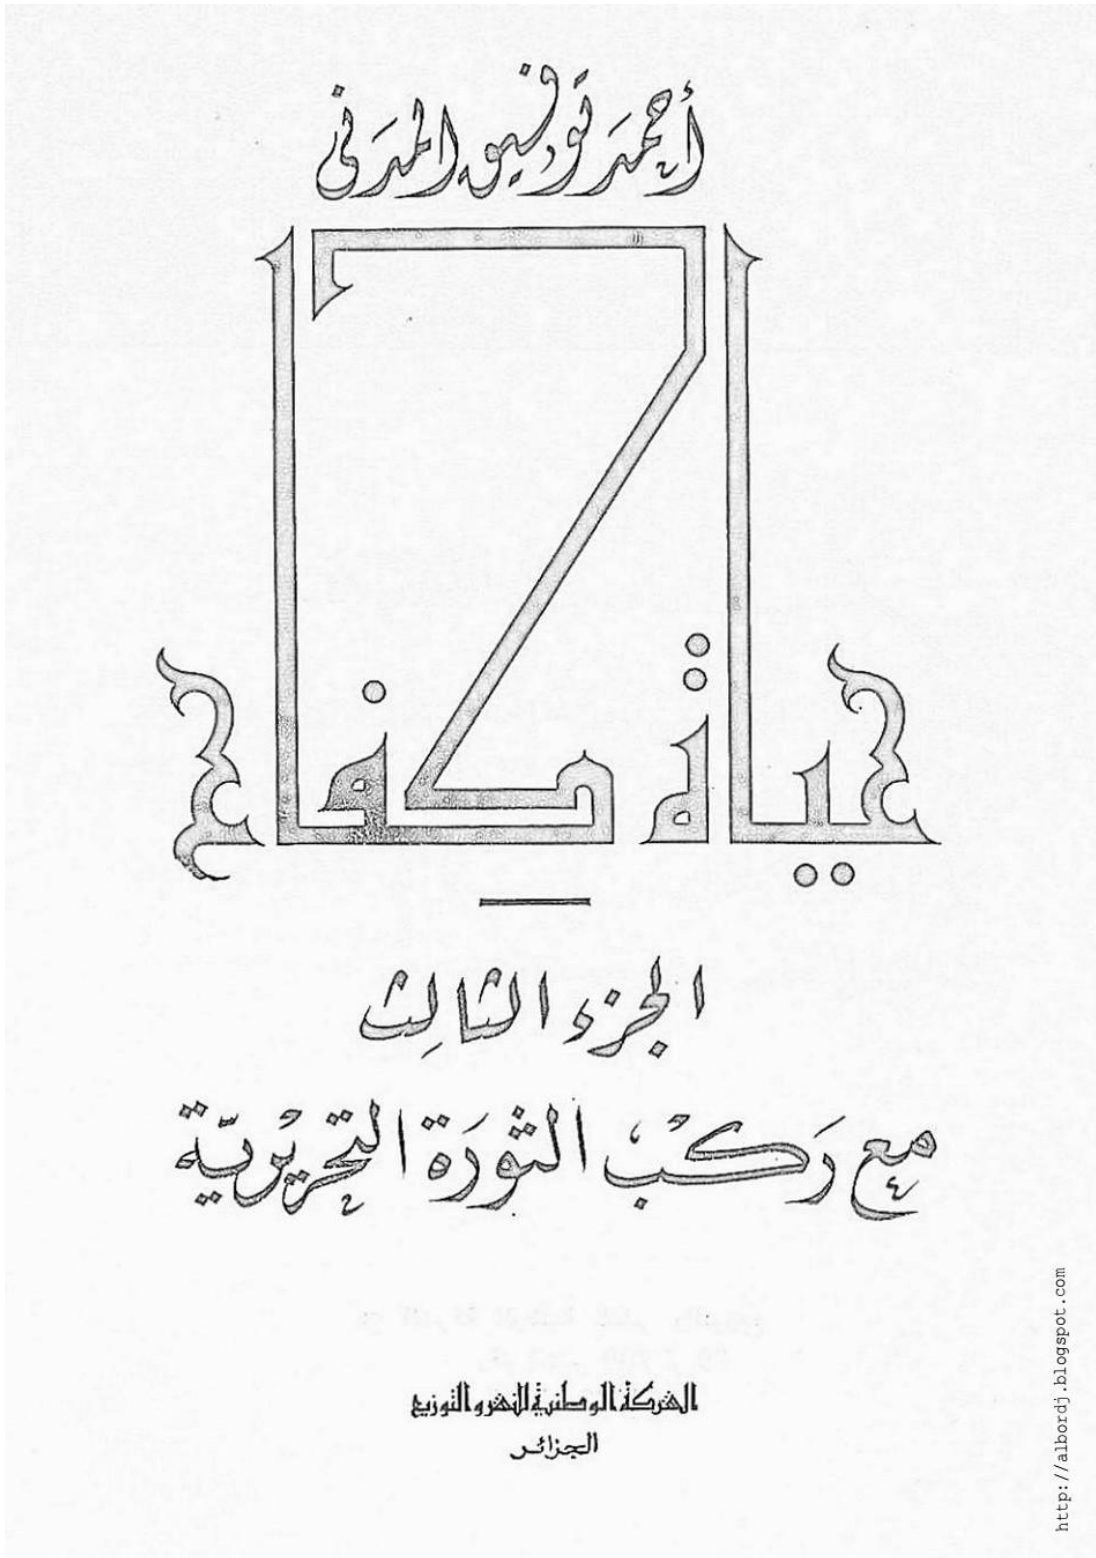 أحمد توفيق المدني
حياة كفاح
الجزء الثالث
مع ركب الثورة التحريرية
الشركة الوطنية للنشر والتوزيع
الجزائر
http://albordj.blogspot.com